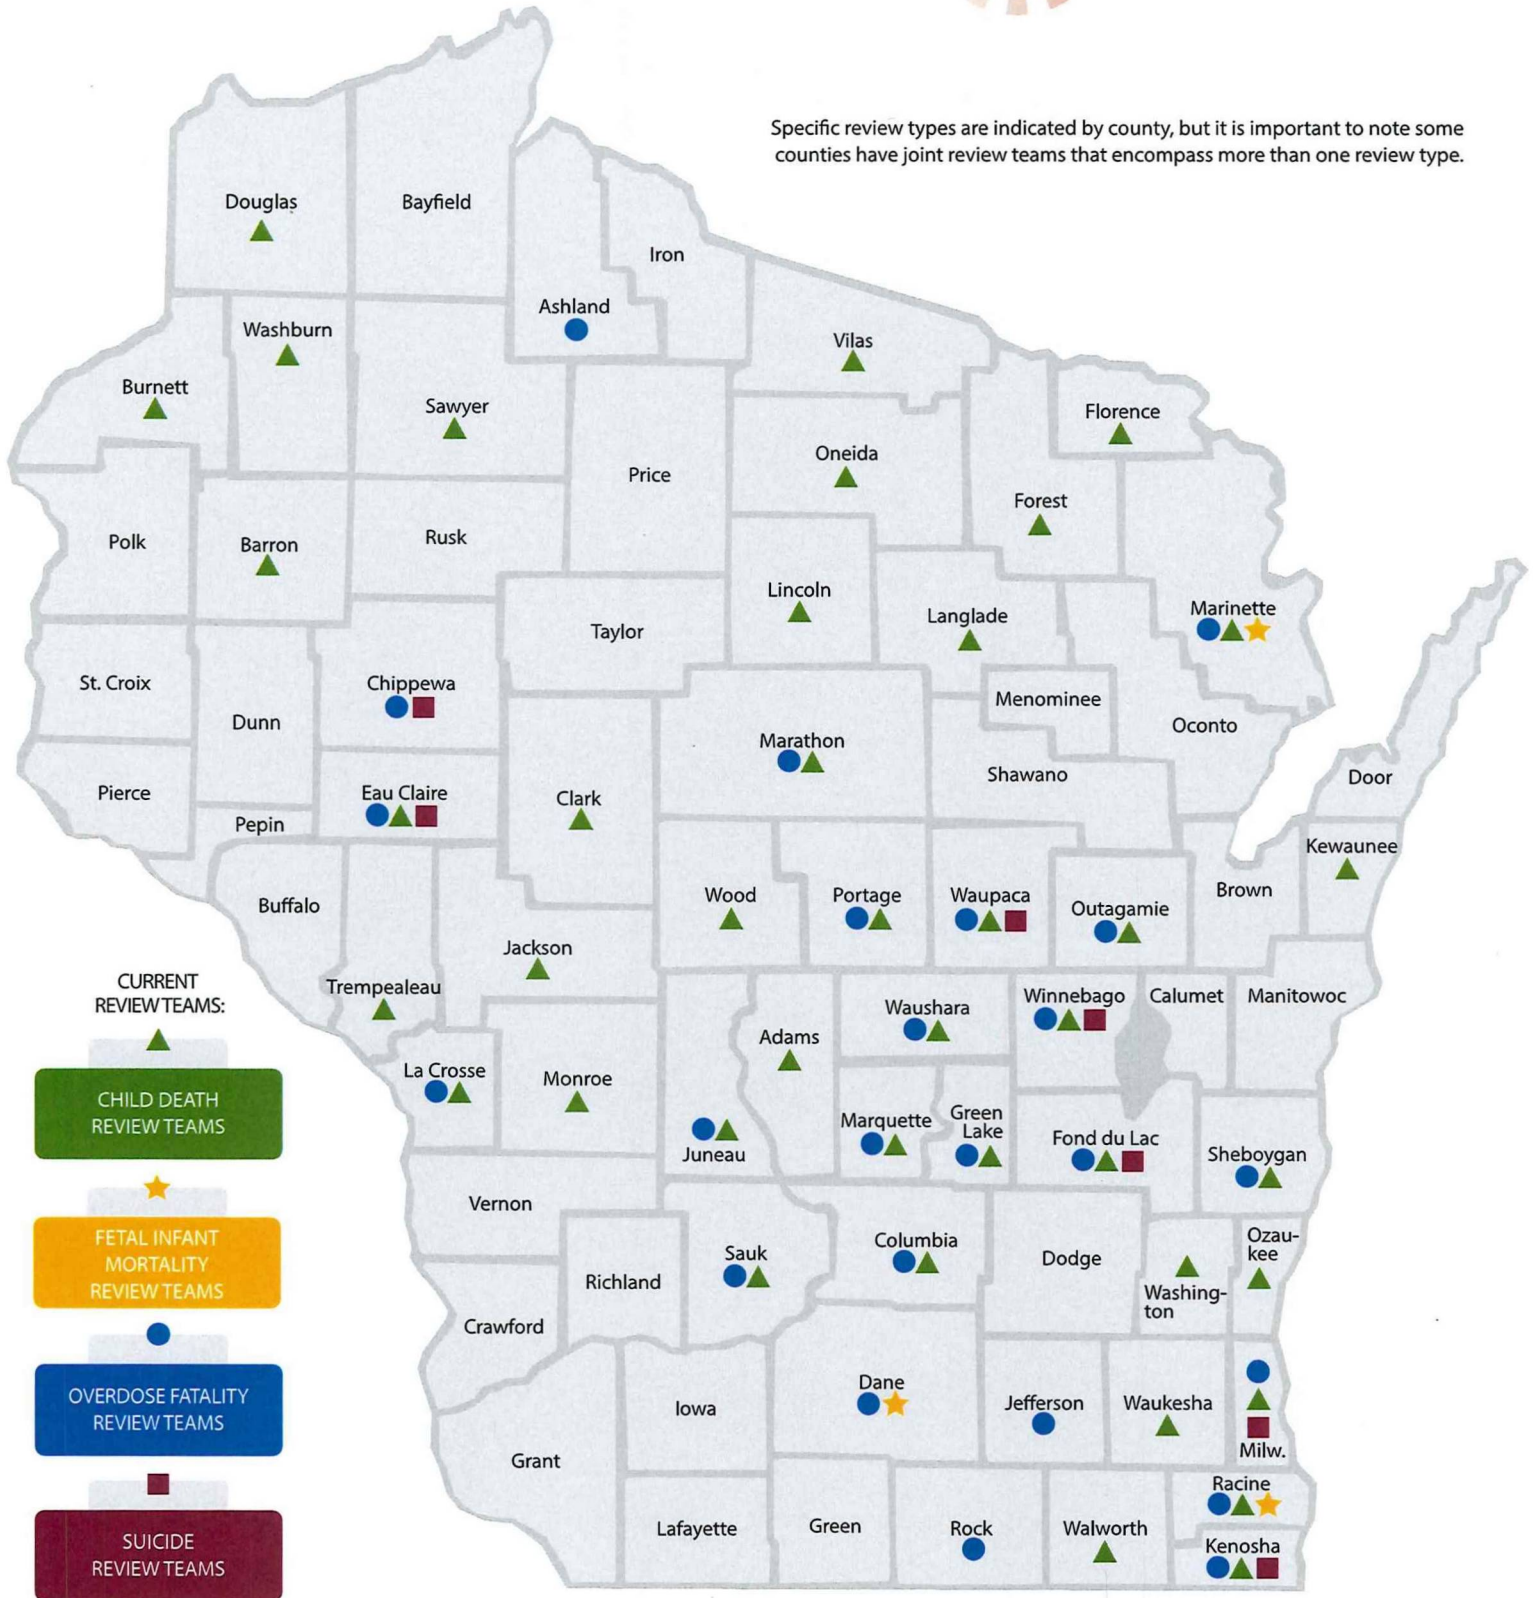 Specific review types are indicated by county, but it is important to note some
counties have joint review teams that encompass more than one review type.
Douglas
Bayfield
Iron
Ashland
Washburn
Vilas
Burnett
Sawyer
Florence
Oneida
Price
Forest
Polk
Barron
Rusk
Lincoln
Langlade
Marinette
Taylor
St. Croix
Chippewa
Menominee
Dunn
Oconto
Marathon
Shawano
Door
Pierce
Eau Claire
Clark
Pepin
Kewaunee
Buffalo
Wood
Portage
Waupaca
Outagamie
Brown
Jackson
Trempealeau
Waushara
Winnebago
Calumet
Manitowoc
Adams
La Crosse
Monroe
Marquette
Green
Lake
Fond du Lac
Juneau
Sheboygan
Vernon
Sauk
Columbia
Dodge
Ozau-
kee
Washing-
ton
Richland
Crawford
Dane
Iowa
Jefferson
Waukesha
Milw.
Grant
Racine
Lafayette
Green
Rock
Walworth
Kenosha
CURRENT
REVIEW TEAMS:
CHILD DEATH
REVIEW TEAMS
FETAL INFANT
MORTALITY
REVIEW TEAMS
OVERDOSE FATALITY
REVIEW TEAMS
SUICIDE
REVIEW TEAMS